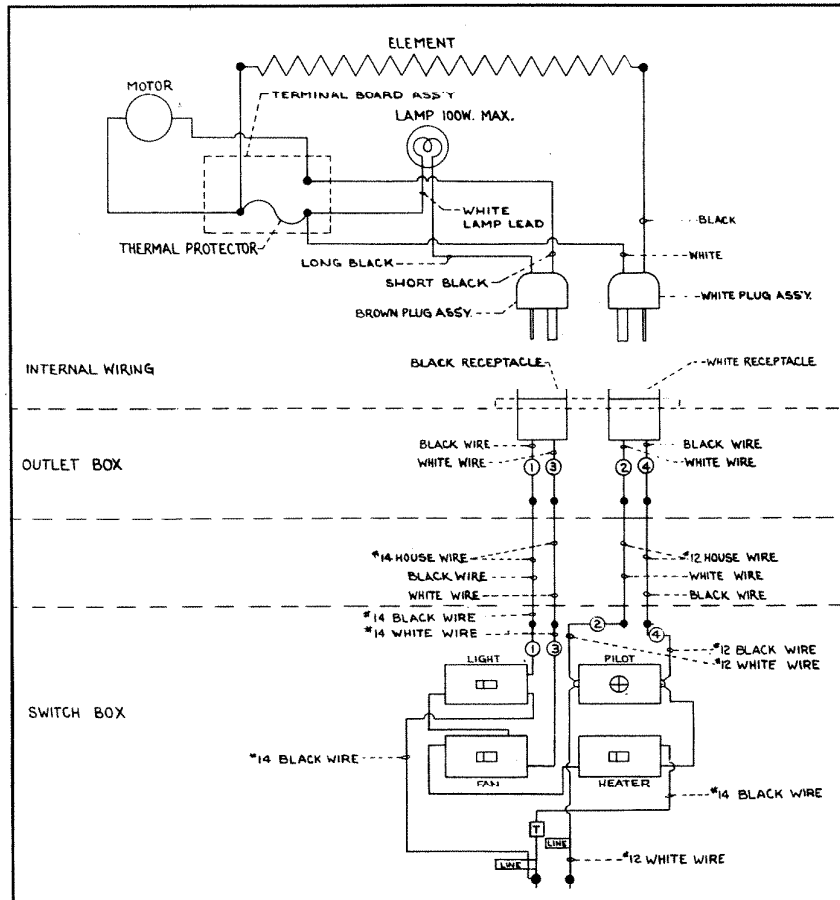 ELEMENT
MOTOR
TERMINAL BOARD ASS'Y
LAMP 100W. MAX.
WHITE
LAMP LEAD
BLACK
THERMAL PROTECTOR
LONG BLACK
WHITE
SHORT BLACK
BROWN PLUG ASS'Y.
WHITE PLUG ASS'Y.
INTERNAL WIRING
BLACK RECEPTACLE
WHITE RECEPTACLE
OUTLET BOX
BLACK WIRE
WHITE WIRE
BLACK WIRE
WHITE WIRE
1
3
2
4
#14 HOUSE WIRE
BLACK WIRE
WHITE WIRE
#12 HOUSE WIRE
WHITE WIRE
BLACK WIRE
#14 BLACK WIRE
#14 WHITE WIRE
2
4
1
3
#12 BLACK WIRE
#12 WHITE WIRE
LIGHT
PILOT
SWITCH BOX
#14 BLACK WIRE
FAN
HEATER
#14 BLACK WIRE
T
LINE
LINE
#12 WHITE WIRE